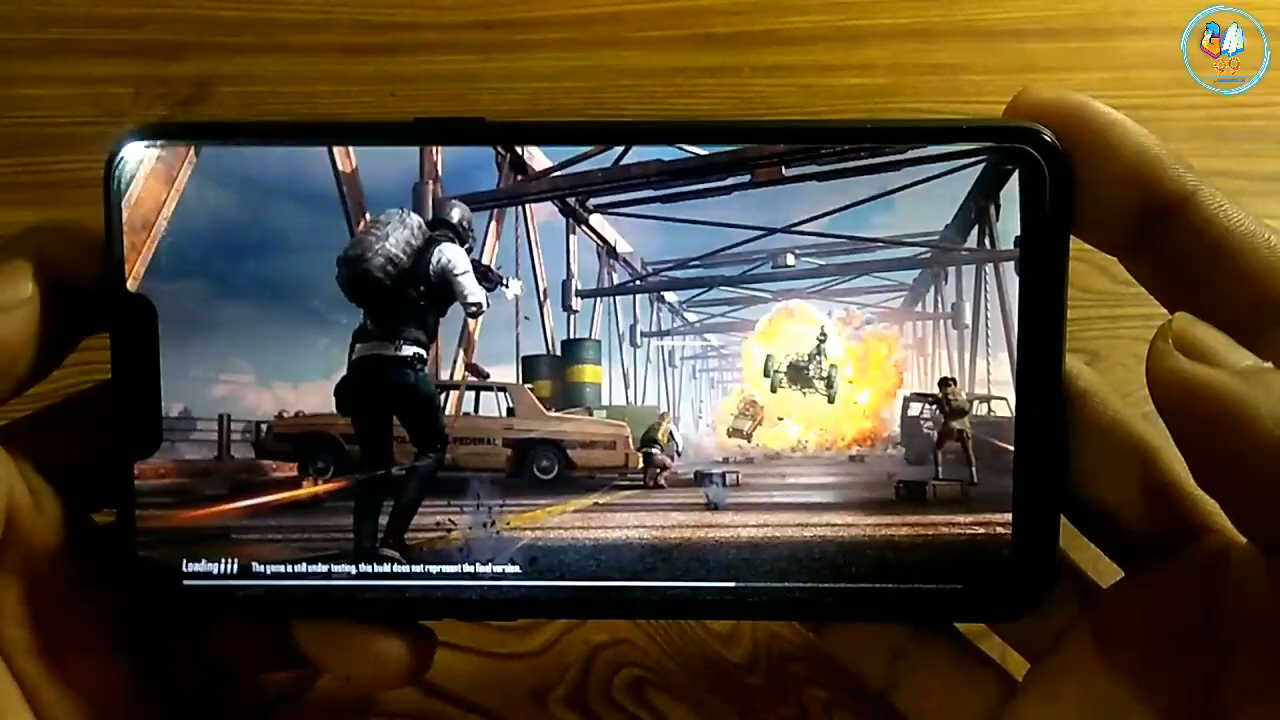 FEDERAL
Loading
The game is still under testing, this build does not represent the final version.